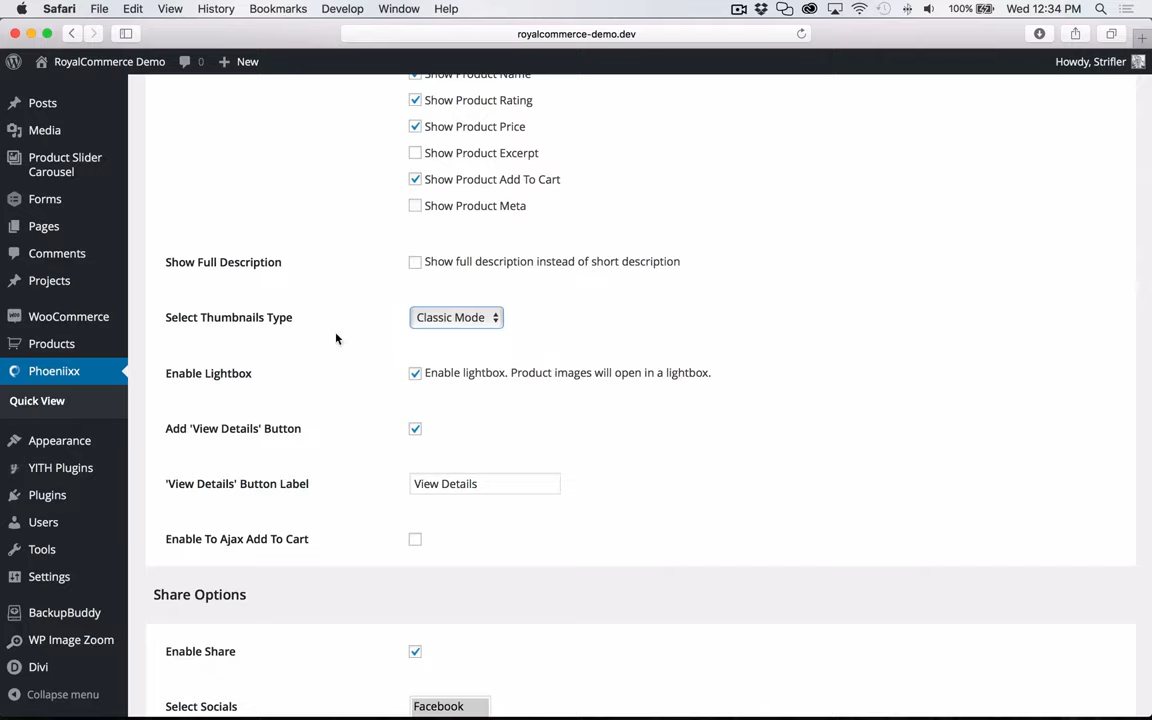 Safari File Edit View History Bookmarks Develop Window Help 100% Wed 12:34 PM
royalcommerce-demo.dev
RoyalCommerce Demo 0 + New Howdy, Strifler
Posts
Media
Product Slider
Carousel
Forms
Pages
Comments
Projects
WooCommerce
Products
Phoeniixx
Quick View
Appearance
YITH Plugins
Plugins
Users
Tools
Settings
BackupBuddy
WP Image Zoom
Divi
Collapse menu
Show Product Name
Show Product Rating
Show Product Price
Show Product Excerpt
Show Product Add To Cart
Show Product Meta
Show Full Description Show full description instead of short description
Select Thumbnails Type Classic Mode
Enable Lightbox Enable lightbox. Product images will open in a lightbox.
Add 'View Details' Button
'View Details' Button Label View Details
Enable To Ajax Add To Cart
Share Options
Enable Share
Select Socials Facebook